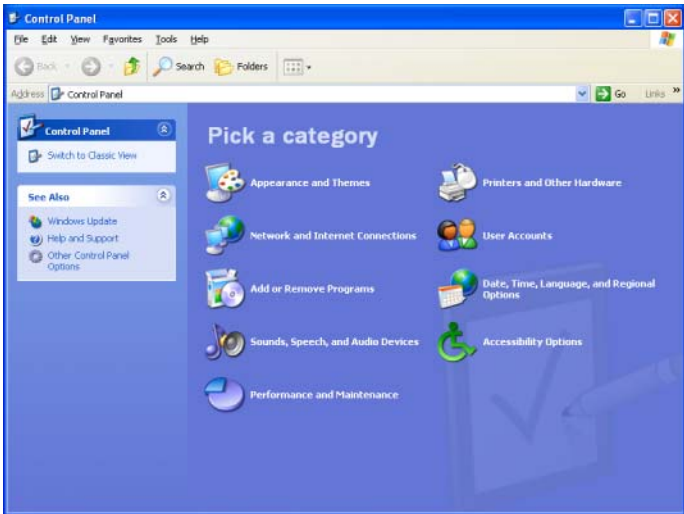 Control Panel
File Edit View Favorites Tools Help
Back Search Folders
Address Control Panel Go Links »
Control Panel
Switch to Classic View
See Also
Windows Update
Help and Support
Other Control Panel
Options
Pick a category
Appearance and Themes
Printers and Other Hardware
Network and Internet Connections
User Accounts
Add or Remove Programs
Date, Time, Language, and Regional
Options
Sounds, Speech, and Audio Devices
Accessibility Options
Performance and Maintenance